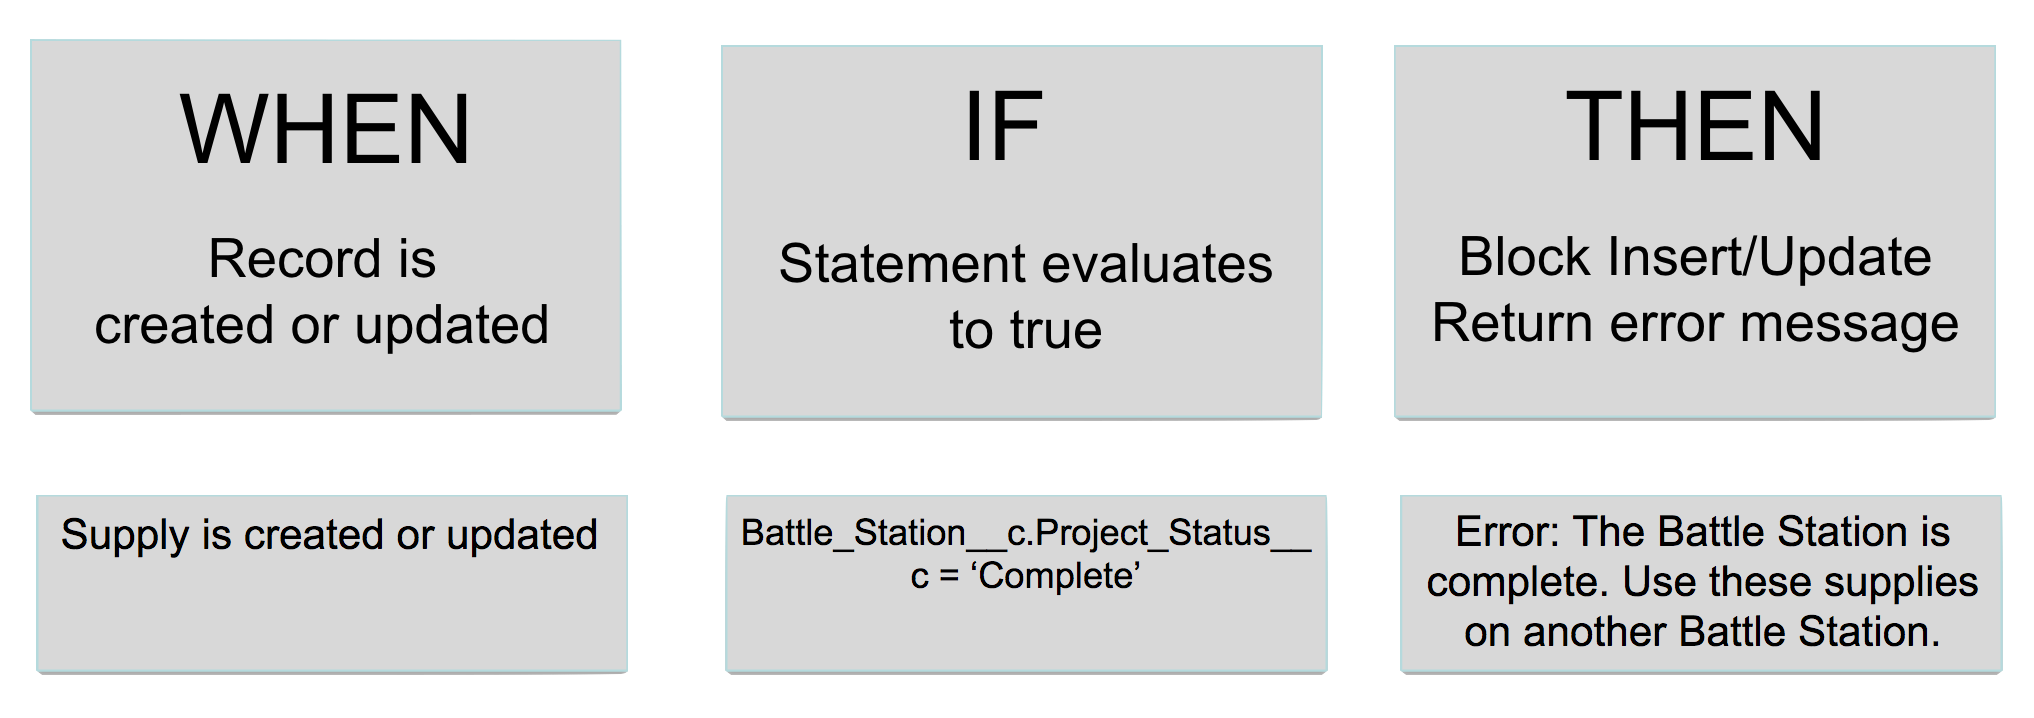 WHEN
Record is
created or updated
IF
Statement evaluates
to true
THEN
Block Insert/Update
Return error message
Supply is created or updated
Battle_Station__c.Project_Status__
c = ‘Complete’
Error: The Battle Station is
complete. Use these supplies
on another Battle Station.